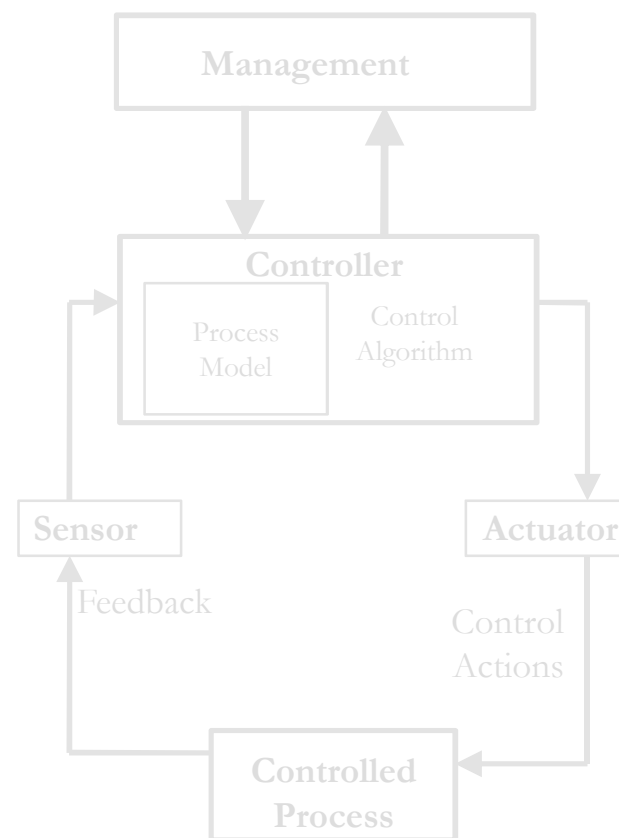 Management
Controller
Process
Model
Control
Algorithm
Sensor
Actuator
Feedback
Control
Actions
Controlled
Process